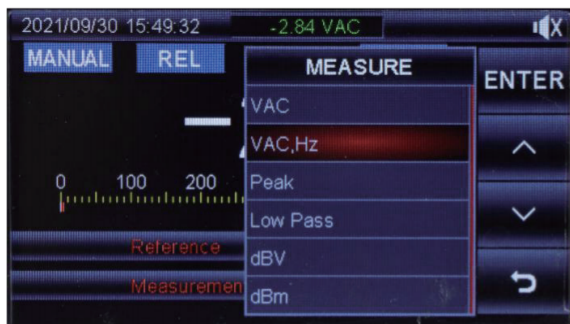 2021/09/30 15:49:32 -2.84 VAC
MANUAL REL
MEASURE
ENTER
VAC
VAC,Hz
Peak
Low Pass
dBV
dBm
0 100 200
Reference
Measuremen